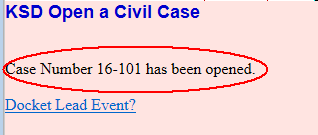 KSD Open a Civil Case
Case Number 16-101 has been opened.
Docket Lead Event?